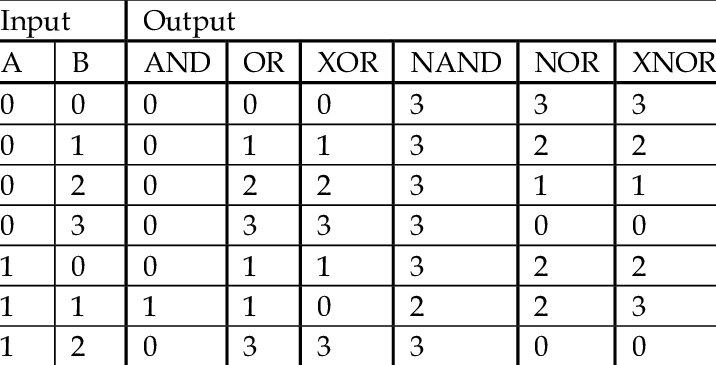 Input Output
A B AND OR XOR NAND NOR XNOR
0 0 0 0 0 3 3 3
0 1 0 1 1 3 2 2
0 2 0 2 2 3 1 1
0 3 0 3 3 3 0 0
1 0 0 1 1 3 2 2
1 1 1 1 0 2 2 3
1 2 0 3 3 3 0 0